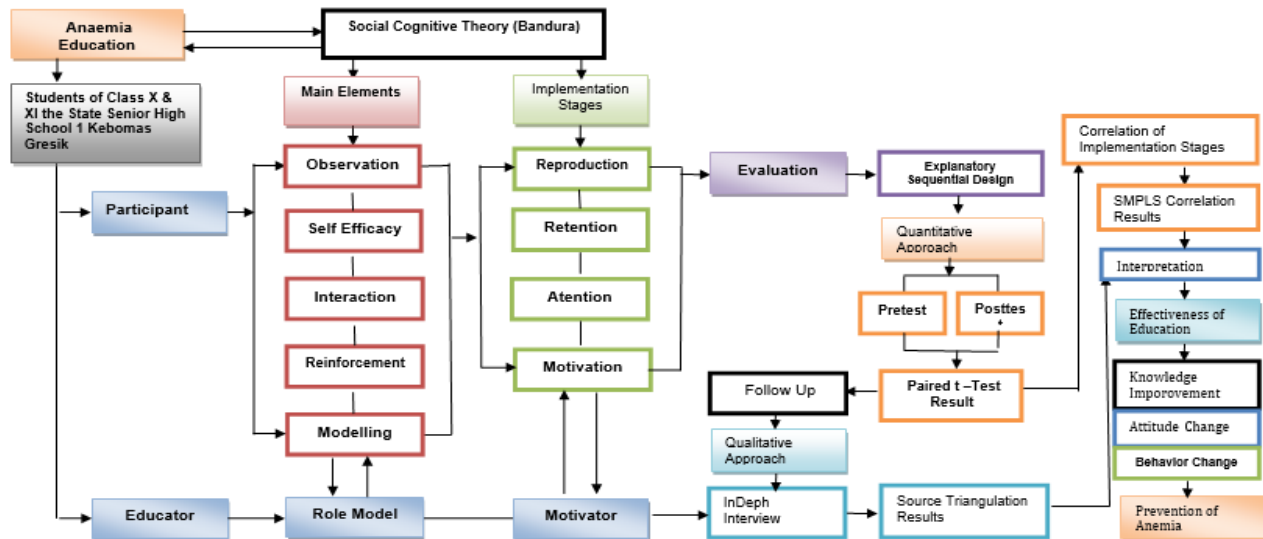 Anaemia
Education
Social Cognitive Theory (Bandura)
Students of Class X &
XI the State Senior High
School 1 Kebomas
Gresik
Main Elements
Implementation
Stages
Correlation of
Implementation Stages
Observation
Reproduction
Evaluation
Explanatory
Sequential Design
SMPLS Correlation
Results
Participant
Self Efficacy
Retention
Quantitative
Approach
Interpretation
Interaction
Atention
Pretest
Posttes
Effectiveness of
Education
Reinforcement
Motivation
Follow Up
Paired t –Test
Result
Knowledge
Imporovement
Modelling
Qualitative
Approach
Attitude Change
Behavior Change
Educator
Role Model
Motivator
InDeph
Interview
Source Triangulation
Results
Prevention of
Anemia